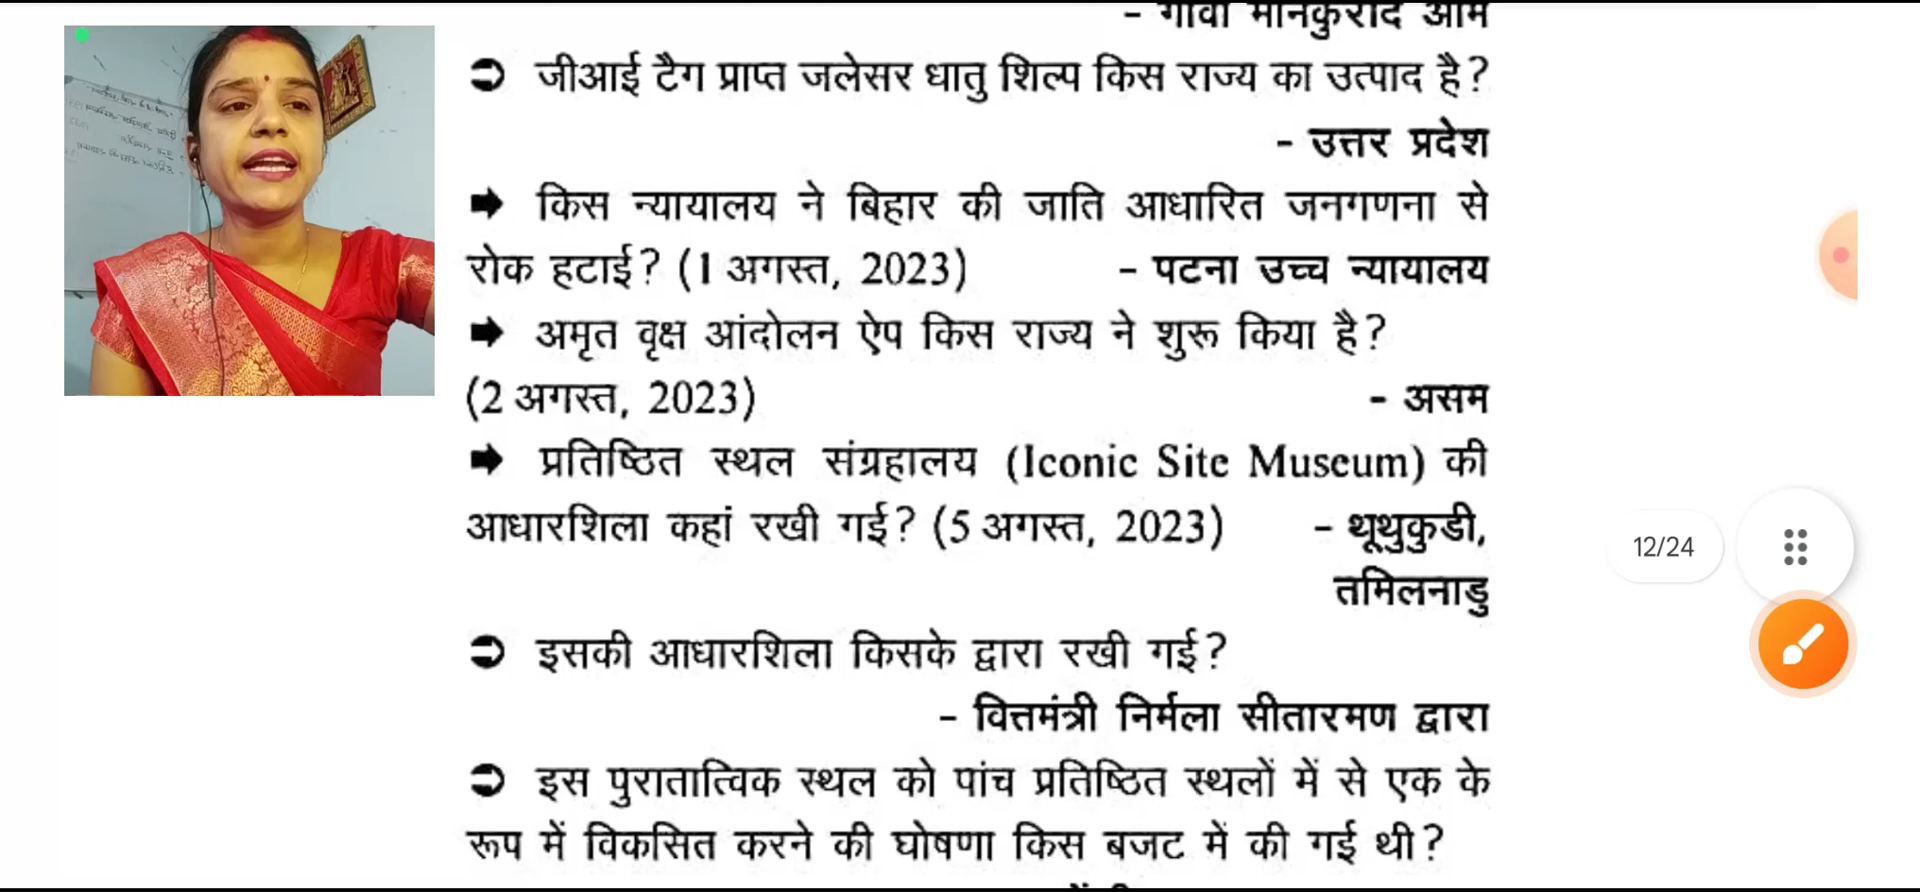 - गोवा मानकुराद आम
➲ जीआई टैग प्राप्त जलेसर धातु शिल्प किस राज्य का उत्पाद है?
- उत्तर प्रदेश
➡ किस न्यायालय ने बिहार की जाति आधारित जनगणना से
रोक हटाई? (1 अगस्त, 2023) - पटना उच्च न्यायालय
➡ अमृत वृक्ष आंदोलन ऐप किस राज्य ने शुरू किया है?
(2 अगस्त, 2023) - असम
➡ प्रतिष्ठित स्थल संग्रहालय (Iconic Site Museum) की
आधारशिला कहां रखी गई? (5 अगस्त, 2023) - थूथुकुडी,
तमिलनाडु
➲ इसकी आधारशिला किसके द्वारा रखी गई?
- वित्तमंत्री निर्मला सीतारमण द्वारा
➲ इस पुरातात्विक स्थल को पांच प्रतिष्ठित स्थलों में से एक के
रूप में विकसित करने की घोषणा किस बजट में की गई थी?
12/24